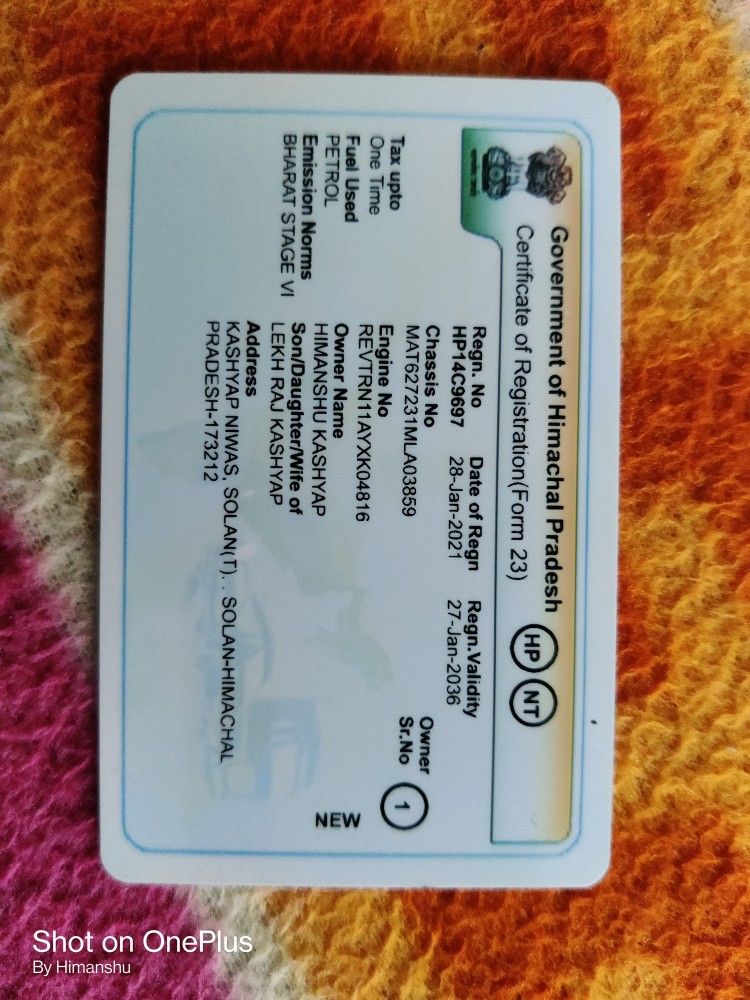 Government of Himachal Pradesh
Certificate of Registration(Form 23)
HP
NT
Regn. No
HP14C9697
Date of Regn
28-Jan-2021
Regn.Validity
27-Jan-2036
Chassis No
MAT627231MLA03859
Owner
Sr.No
1
Engine No
REVTRN11AYXK04816
Tax upto
One Time
Fuel Used
PETROL
Emission Norms
BHARAT STAGE VI
Owner Name
HIMANSHU KASHYAP
NEW
Son/Daughter/Wife of
LEKH RAJ KASHYAP
Address
KASHYAP NIWAS, SOLAN(T). . SOLAN-HIMACHAL
PRADESH-173212
Shot on OnePlus
By Himanshu